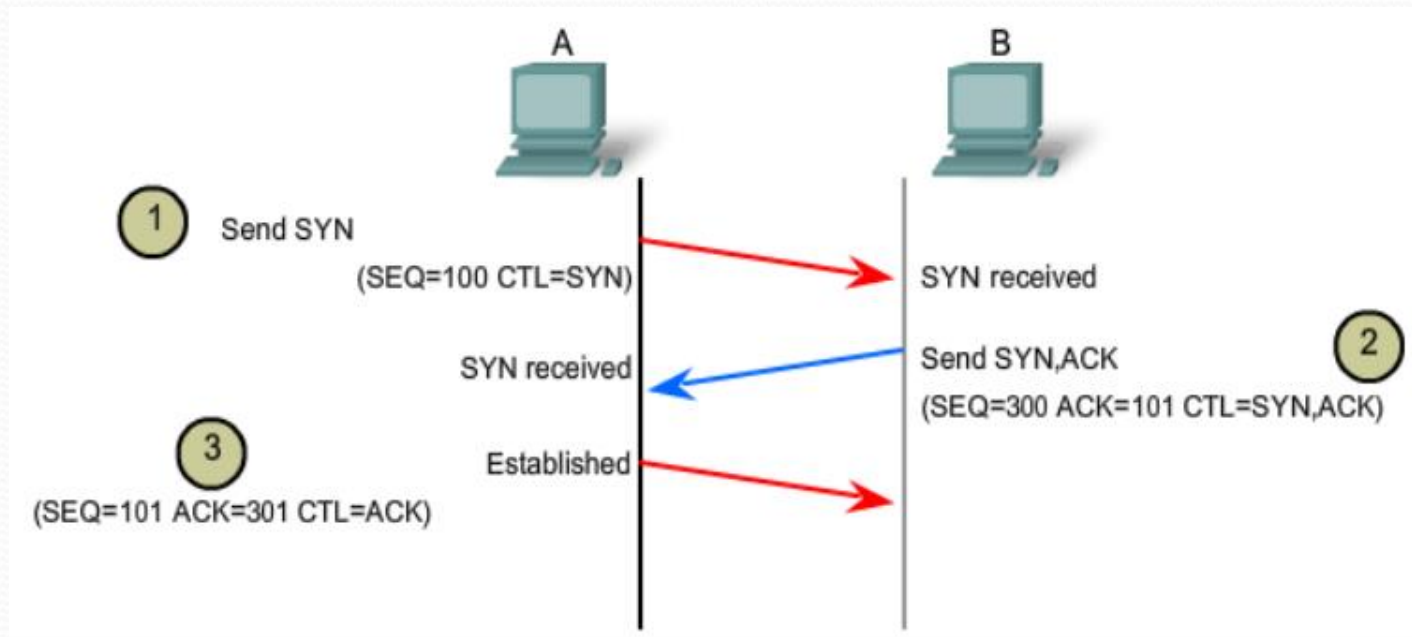 A
B
1
Send SYN
(SEQ=100 CTL=SYN)
SYN received
SYN received
Send SYN,ACK
2
(SEQ=300 ACK=101 CTL=SYN,ACK)
3
Established
(SEQ=101 ACK=301 CTL=ACK)